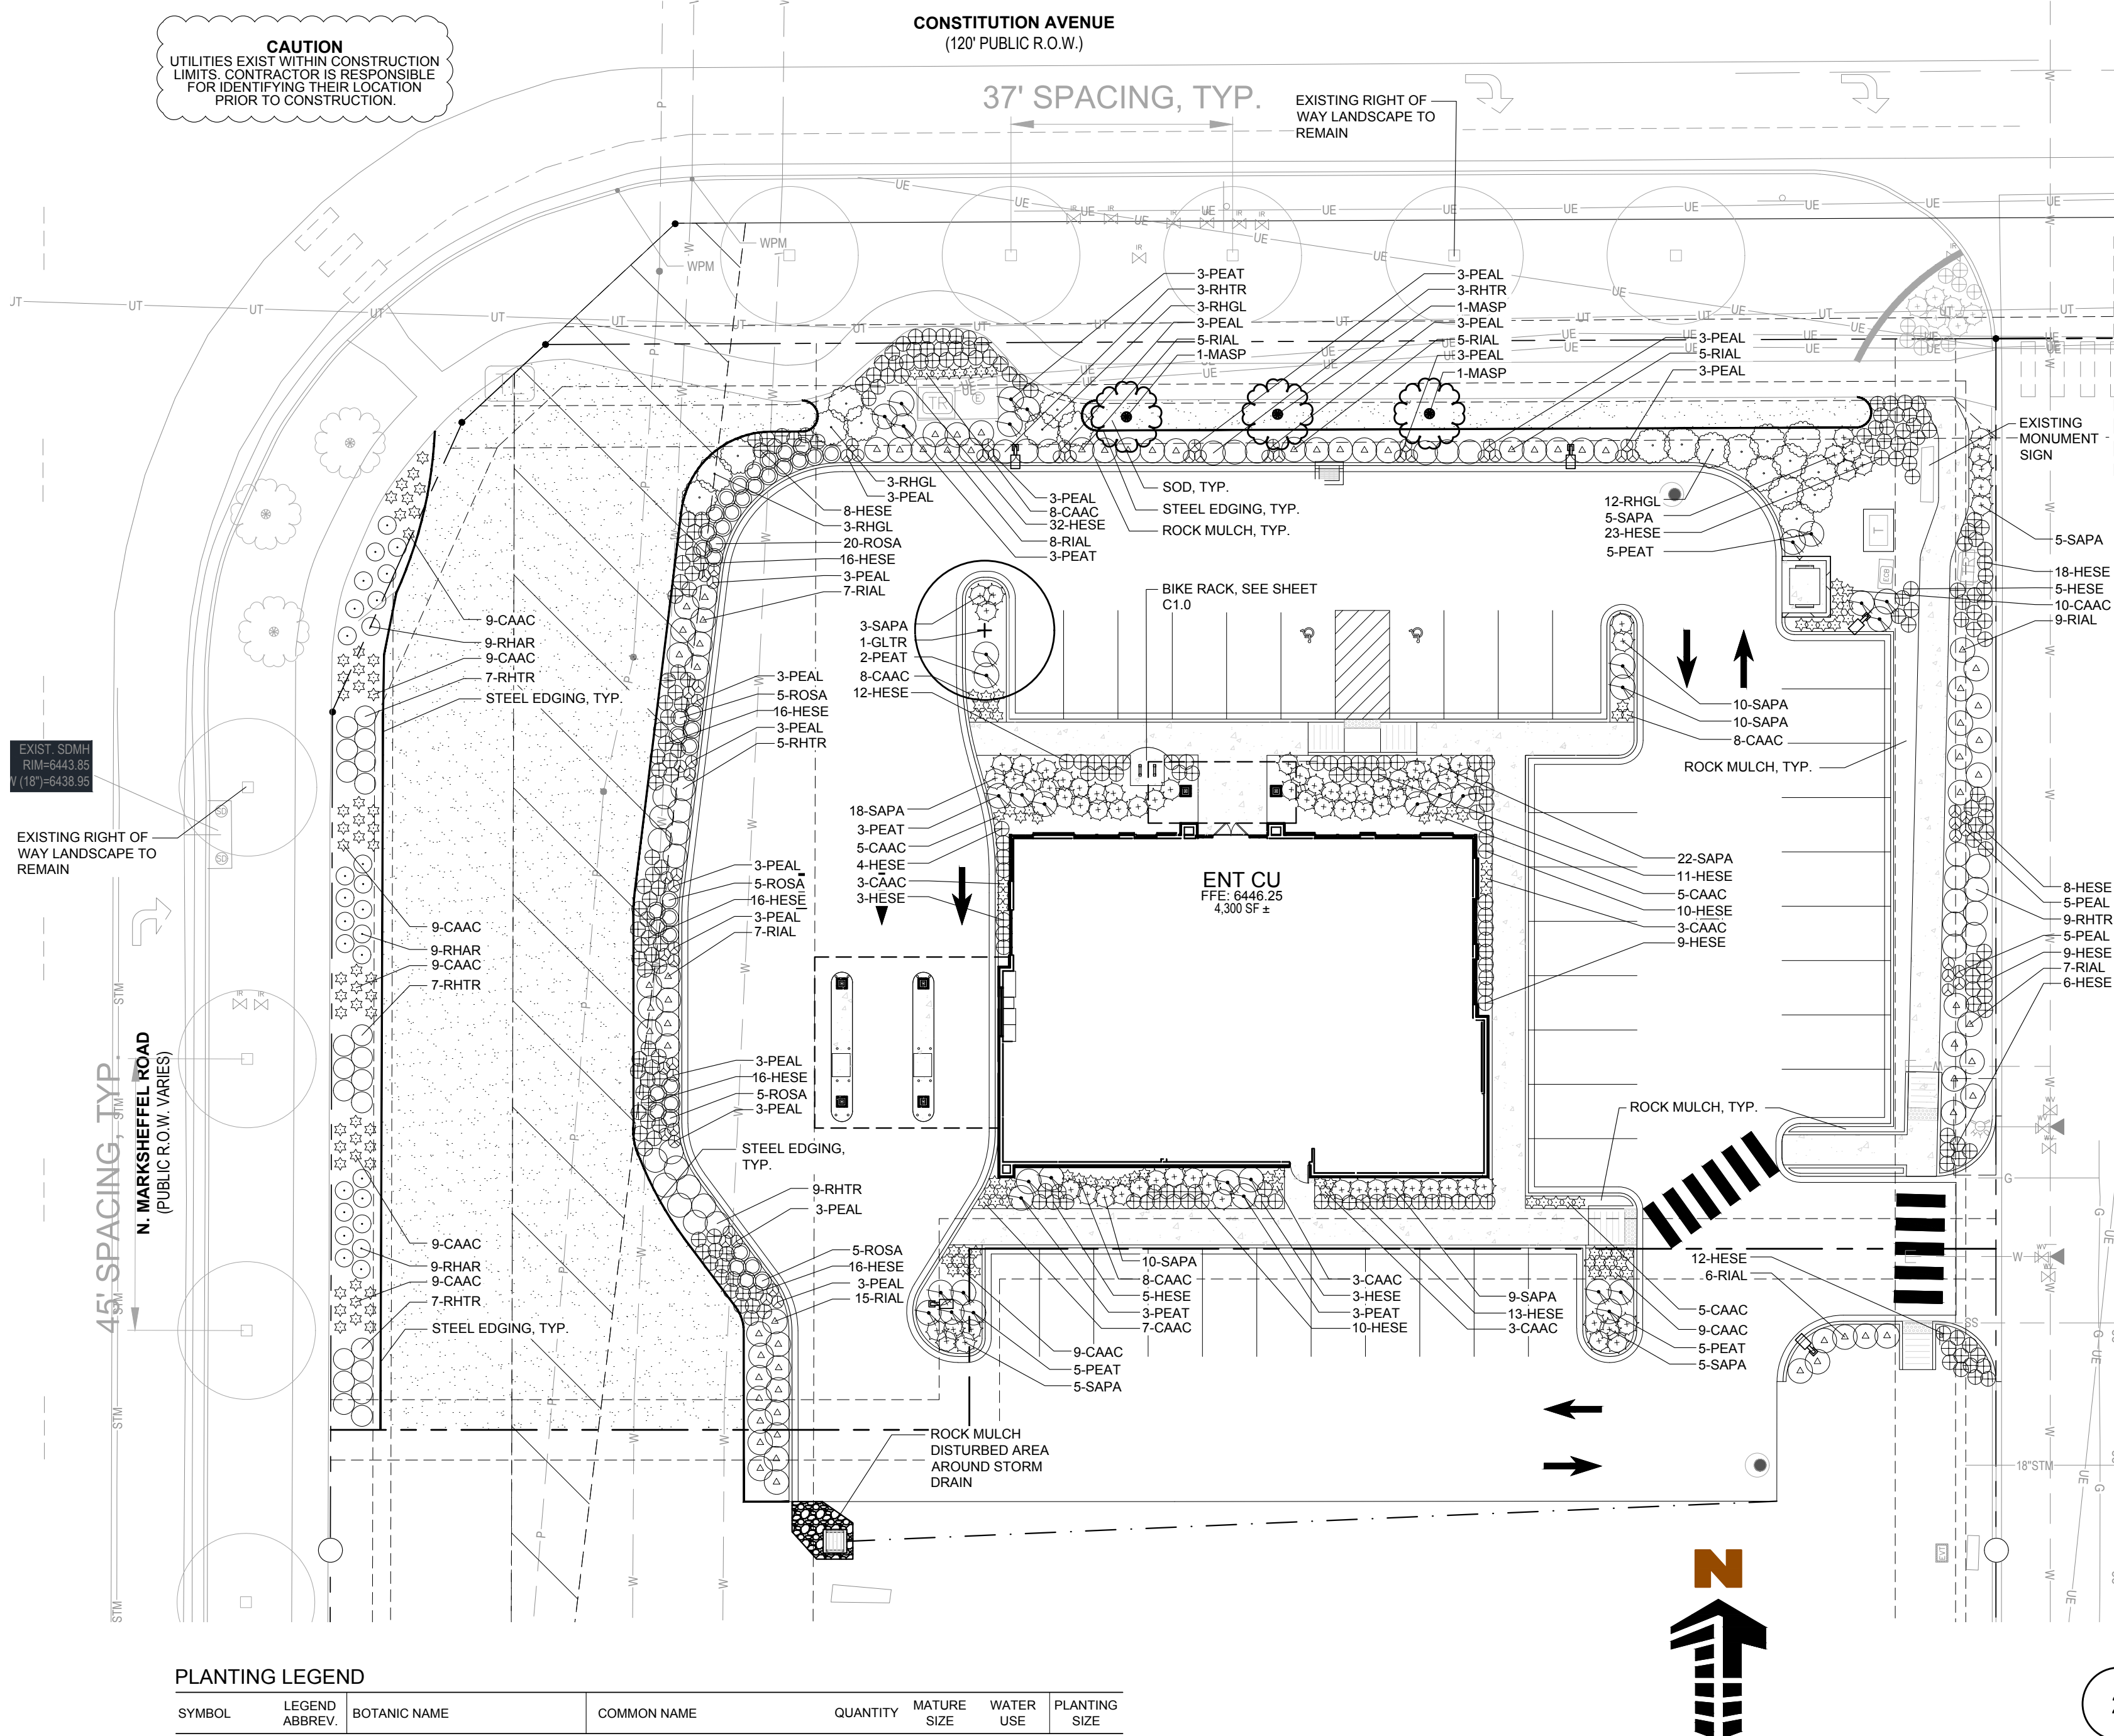 CAUTION
UTILITIES EXIST WITHIN CONSTRUCTION
LIMITS. CONTRACTOR IS RESPONSIBLE
FOR IDENTIFYING THEIR LOCATION
PRIOR TO CONSTRUCTION.
CONSTITUTION AVENUE
(120' PUBLIC R.O.W.)
37' SPACING, TYP.
EXISTING RIGHT OF
WAY LANDSCAPE TO
REMAIN
WPM
WPM
3-PEAT
3-RHTR
3-RHGL
3-PEAL
5-RIAL
1-MASP
3-PEAL
3-RHTR
1-MASP
3-PEAL
5-RIAL
3-PEAL
1-MASP
3-PEAL
5-RIAL
3-PEAL
EXISTING
MONUMENT
SIGN
3-RHGL
3-PEAL
8-HESE
3-RHGL
20-ROSA
16-HESE
3-PEAL
7-RIAL
3-PEAL
8-CAAC
32-HESE
8-RIAL
3-PEAT
SOD, TYP.
STEEL EDGING, TYP.
ROCK MULCH, TYP.
12-RHGL
5-SAPA
23-HESE
5-PEAT
5-SAPA
18-HESE
5-HESE
10-CAAC
9-RIAL
BIKE RACK, SEE SHEET
C1.0
3-SAPA
1-GLTR
2-PEAT
8-CAAC
12-HESE
9-CAAC
9-RHAR
9-CAAC
7-RHTR
STEEL EDGING, TYP.
3-PEAL
5-ROSA
16-HESE
3-PEAL
5-RHTR
10-SAPA
10-SAPA
8-CAAC
ROCK MULCH, TYP.
EXIST. SDMH
RIM=6443.85
(18")=6438.95
SD
SD
EXISTING RIGHT OF
WAY LANDSCAPE TO
REMAIN
18-SAPA
3-PEAT
5-CAAC
4-HESE
3-CAAC
3-HESE
3-PEAL
5-ROSA
16-HESE
3-PEAL
7-RIAL
ENT CU
FFE: 6446.25
4,300 SF ±
22-SAPA
11-HESE
5-CAAC
10-HESE
3-CAAC
9-HESE
8-HESE
5-PEAL
9-RHTR
5-PEAL
9-HESE
7-RIAL
6-HESE
9-CAAC
9-RHAR
9-CAAC
7-RHTR
45' SPACING, TYP.
N. MARKSHEFFEL ROAD
(PUBLIC R.O.W. VARIES)
3-PEAL
16-HESE
5-ROSA
3-PEAL
STEEL EDGING,
TYP.
ROCK MULCH, TYP.
9-RHTR
3-PEAL
9-CAAC
9-RHAR
9-CAAC
7-RHTR
STEEL EDGING, TYP.
5-ROSA
16-HESE
3-PEAL
15-RIAL
10-SAPA
8-CAAC
5-HESE
3-PEAT
7-CAAC
3-CAAC
3-HESE
3-PEAT
10-HESE
9-SAPA
13-HESE
3-CAAC
12-HESE
6-RIAL
5-CAAC
9-CAAC
5-PEAT
5-SAPA
9-CAAC
5-PEAT
5-SAPA
ROCK MULCH
DISTURBED AREA
AROUND STORM
DRAIN
18"STM
N
PLANTING LEGEND
SYMBOL LEGEND ABBREV. BOTANIC NAME COMMON NAME QUANTITY MATURE SIZE WATER USE PLANTING SIZE